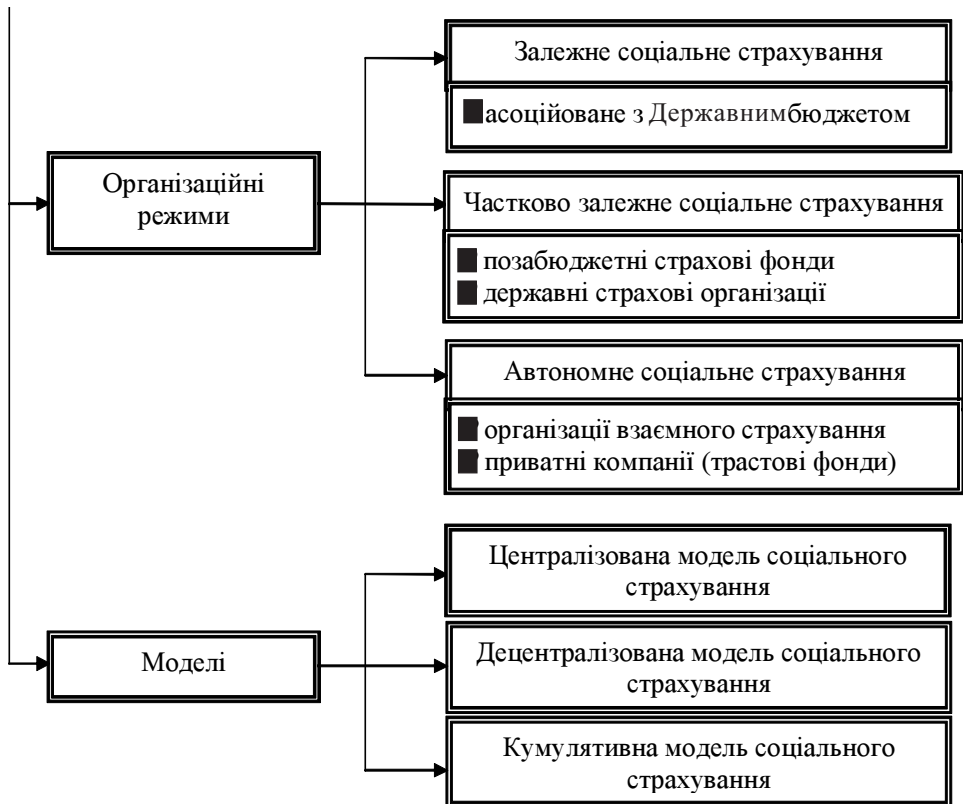 Залежне соціальне страхування
асоційоване з Державнимбюджетом
Організаційні
режими
Частково залежне соціальне страхування
позабюджетні страхові фонди
державні страхові організації
Автономне соціальне страхування
організації взаємного страхування
приватні компанії (трастові фонди)
Централізована модель соціального
страхування
Моделі
Децентралізована модель соціального
страхування
Кумулятивна модель соціального
страхування